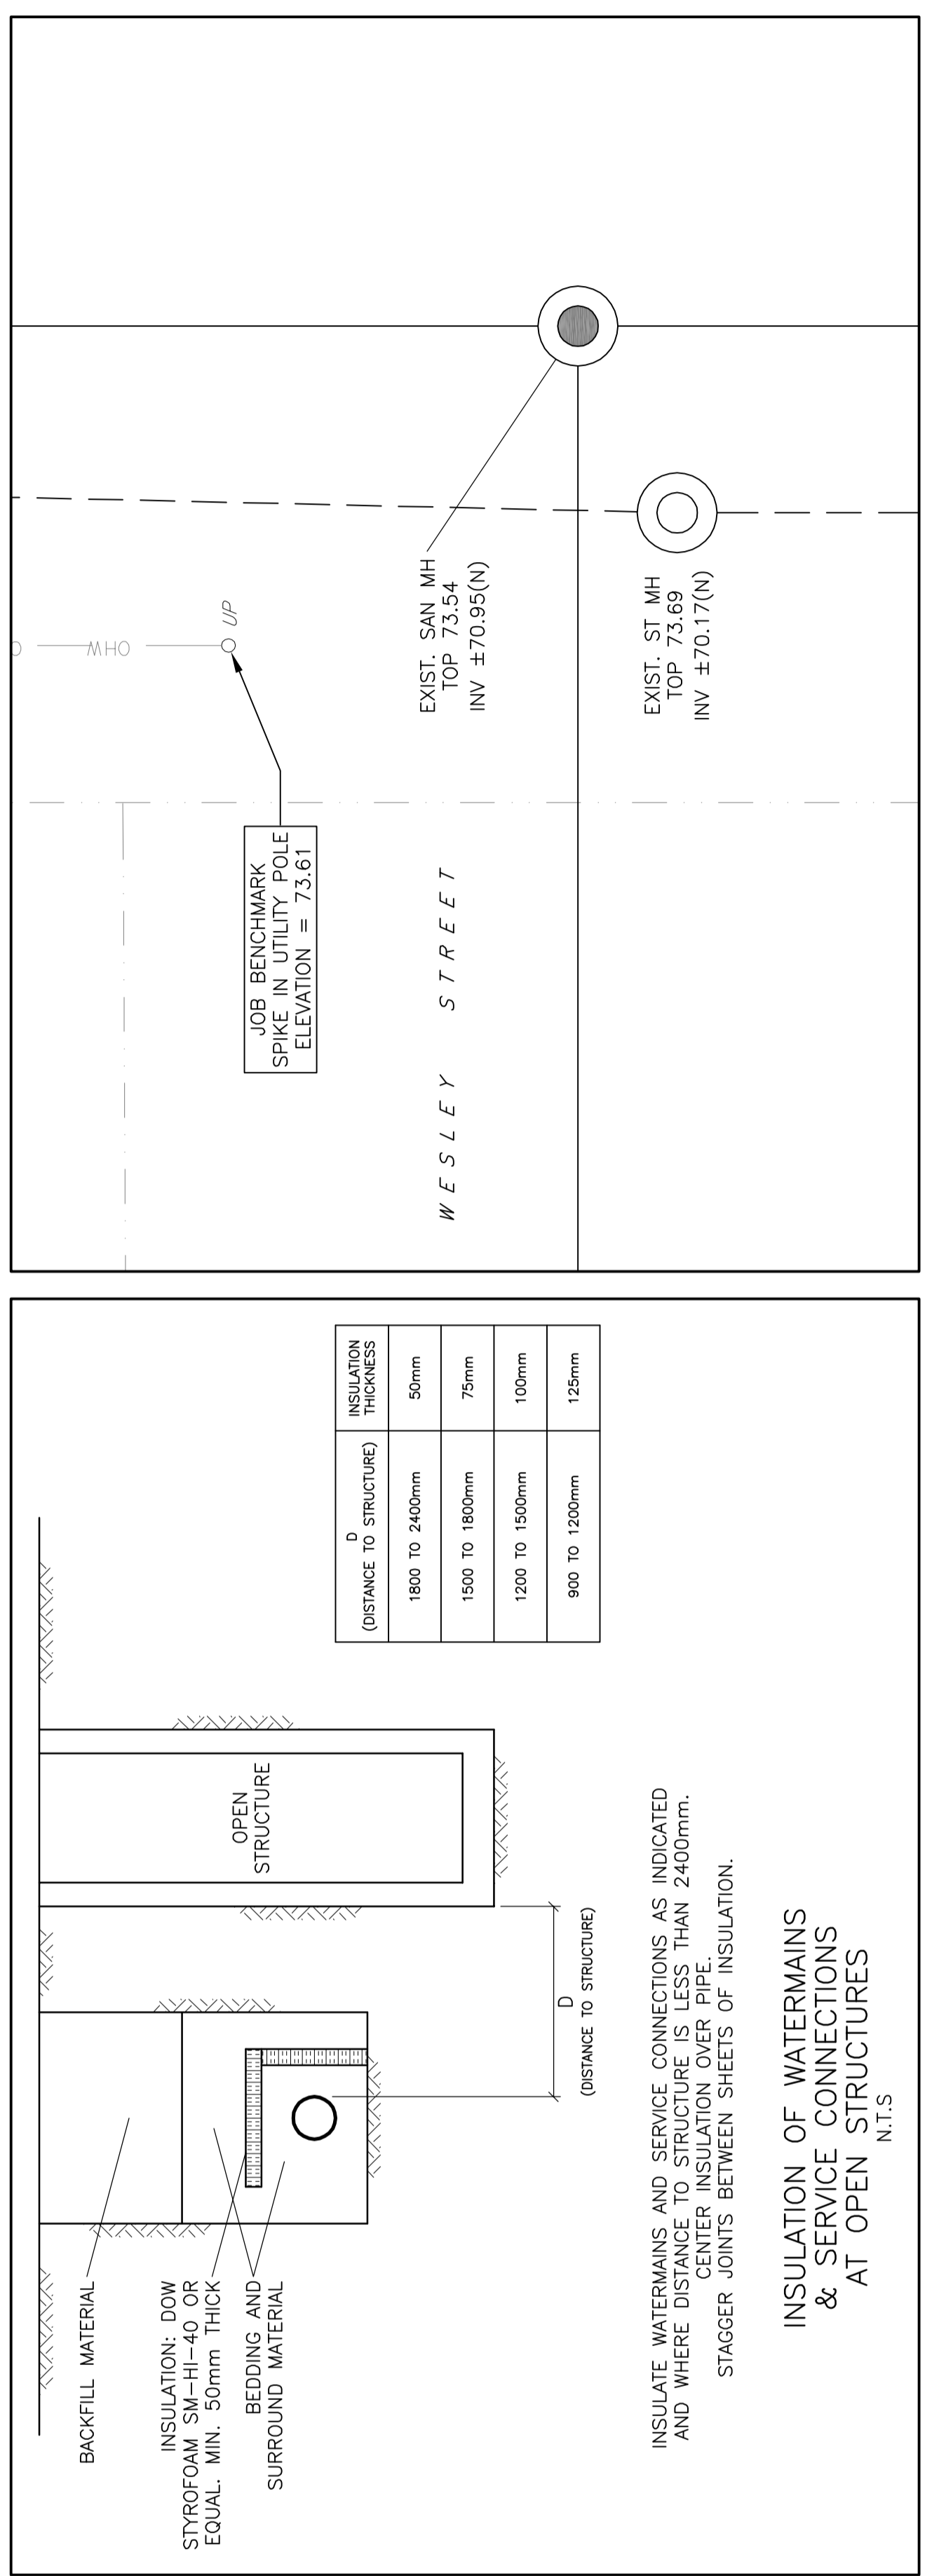 BACKFILL MATERIAL
INSULATION: DOW
STYROFOAM SM-HI-40 OR
EQUAL. MIN. 50mm THICK
BEDDING AND
SURROUND MATERIAL
OPEN
STRUCTURE
D
(DISTANCE TO STRUCTURE)
D
(DISTANCE TO STRUCTURE)
INSULATION
THICKNESS
1800 TO 2400mm 50mm
1500 TO 1800mm 75mm
1200 TO 1500mm 100mm
900 TO 1200mm 125mm
INSULATE WATERMAINS AND SERVICE CONNECTIONS AS INDICATED
AND WHERE DISTANCE TO STRUCTURE IS LESS THAN 2400mm.
CENTER INSULATION OVER PIPE.
STAGGER JOINTS BETWEEN SHEETS OF INSULATION.
INSULATION OF WATERMAINS
& SERVICE CONNECTIONS
AT OPEN STRUCTURES
N.T.S
OHW
O
UP
JOB BENCHMARK
SPIKE IN UTILITY POLE
ELEVATION = 73.61
WESLEY STREET
EXIST. SAN MH
TOP 73.54
INV ±70.95(N)
EXIST. ST MH
TOP 73.69
INV ±70.17(N)